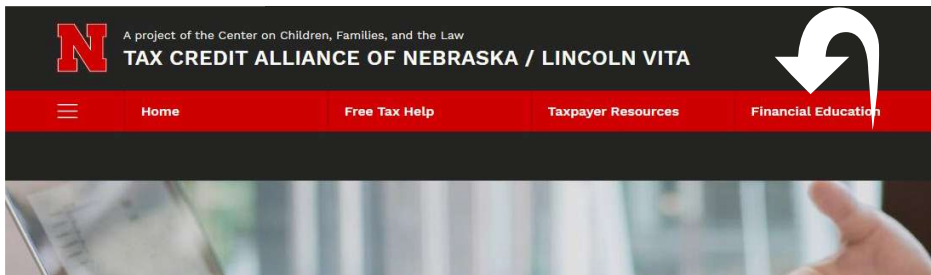 N
A project of the Center on Children, Families, and the Law
TAX CREDIT ALLIANCE OF NEBRASKA / LINCOLN VITA
Home Free Tax Help Taxpayer Resources Financial Education